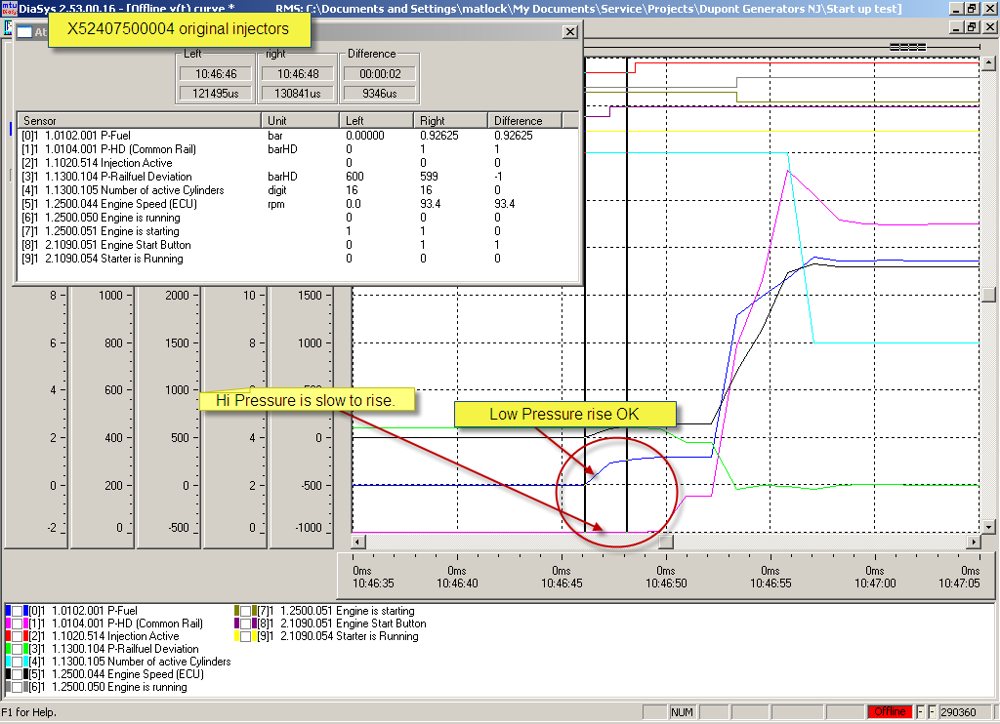 DiaSys 2.53.00.16 - [Offline y(t) curve * RMS: C:\Documents and Settings\matlock\My Documents\Service\Projects\Dupont Generators NJ\Start up test]
X52407500004 original injectors
Left right Difference
10:46:46 10:46:48 00:00:02
121495us 130841us 9346us
Sensor Unit Left Right Difference
[0]1 1.0102.001 P-Fuel bar 0.00000 0.92625 0.92625
[1]1 1.0104.001 P-HD (Common Rail) barHD 0 1 1
[2]1 1.1020.514 Injection Active 0 0 0
[3]1 1.1300.104 P-Railfuel Deviation barHD 600 599 -1
[4]1 1.1300.105 Number of active Cylinders digit 16 16 0
[5]1 1.2500.044 Engine Speed (ECU) rpm 0.0 93.4 93.4
[6]1 1.2500.050 Engine is running 0 0 0
[7]1 1.2500.051 Engine is starting 1 1 0
[8]1 2.1090.051 Engine Start Button 0 1 1
[9]1 2.1090.054 Starter is Running 0 0 0
8 1000 2000 10 1500
6 800 1500 8 1000
4 600 1000
Hi Pressure is slow to rise.
Low Pressure rise OK
2 400 500 4 0
0 200 0 2 -500
-2 0 -500 0 -1000
0ms 0ms 0ms 0ms 0ms 0ms 0ms
10:46:35 10:46:40 10:46:45 10:46:50 10:46:55 10:47:00 10:47:05
[0]1 1.0102.001 P-Fuel
[1]1 1.0104.001 P-HD (Common Rail)
[2]1 1.1020.514 Injection Active
[3]1 1.1300.104 P-Railfuel Deviation
[4]1 1.1300.105 Number of active Cylinders
[5]1 1.2500.044 Engine Speed (ECU)
[6]1 1.2500.050 Engine is running
[7]1 1.2500.051 Engine is starting
[8]1 2.1090.051 Engine Start Button
[9]1 2.1090.054 Starter is Running
F1 for Help. NUM Offline - - 290360